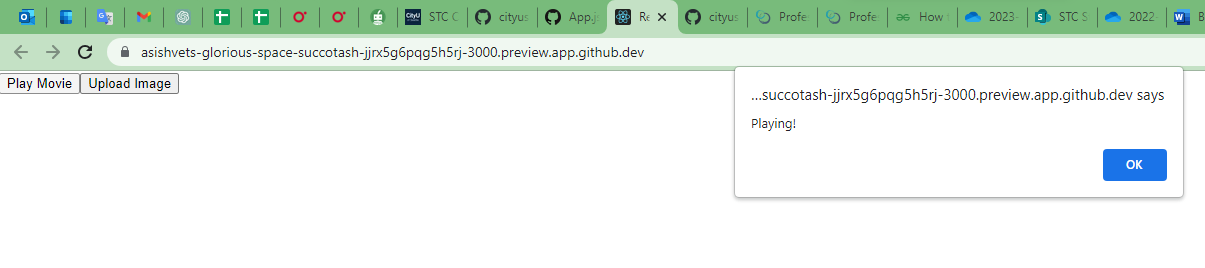 STC C
cityus
App.js
Re
cityus
Profe
Profe
How t
2023-
STC S
2022-
B
asishvets-glorious-space-succotash-jjrx5g6pqg5h5rj-3000.preview.app.github.dev
Play Movie Upload Image
...succotash-jjrx5g6pqg5h5rj-3000.preview.app.github.dev says
Playing!
OK